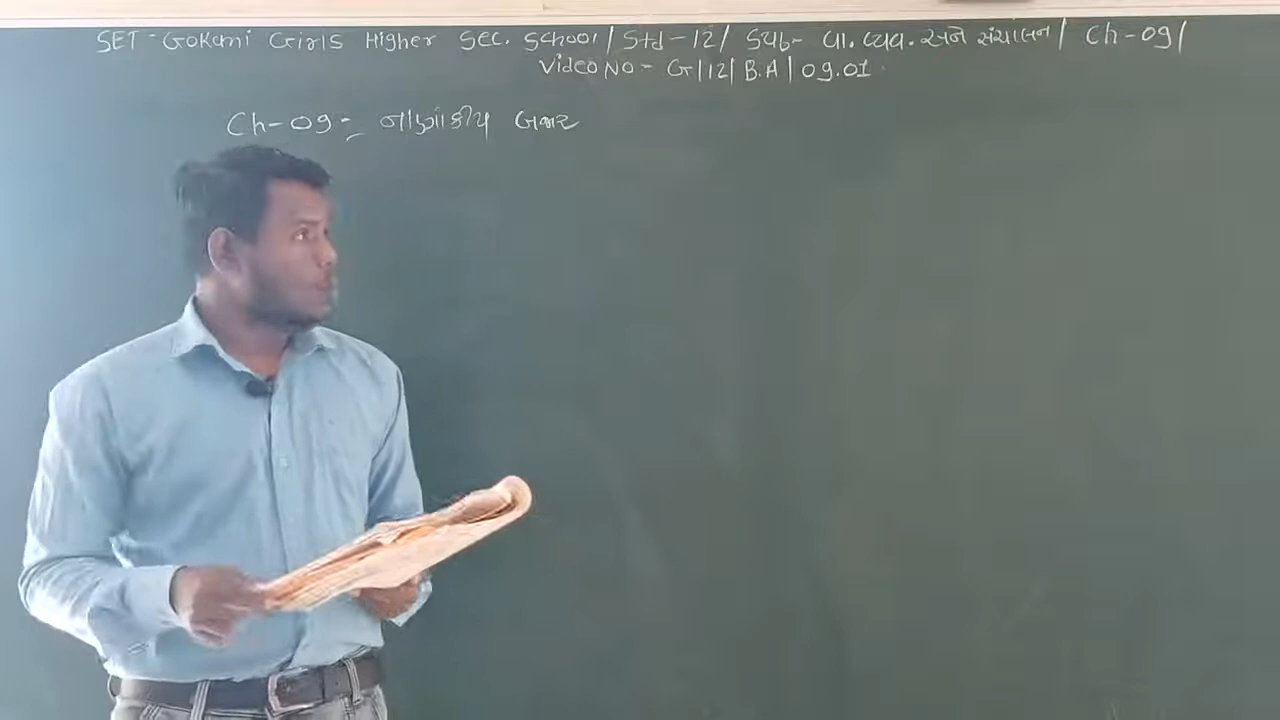 SET - Gokani Girls Higher Sec. School / Std - 12 / Sub - વા. વ્યવ. અને સંચાલન / Ch - 09 /
Video No - G / 12 / B.A / 09.01
Ch - 09 - નાણાંકીય બજાર